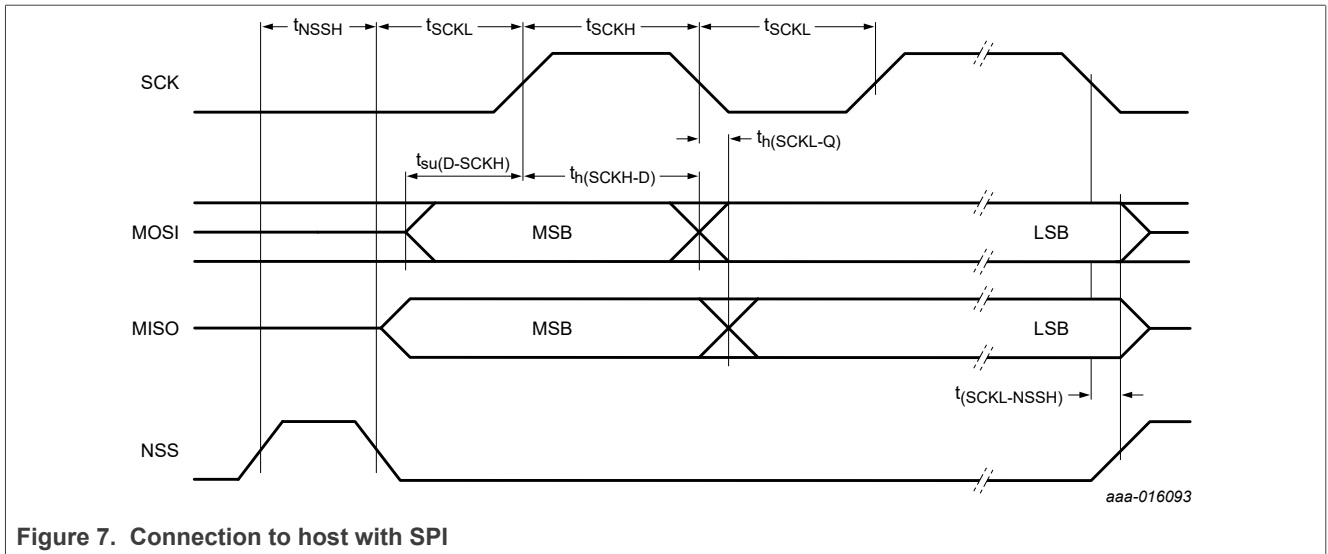 tNSSH tSCKL tSCKH tSCKL
SCK
th(SCKL-Q)
tsu(D-SCKH) th(SCKH-D)
MOSI MSB LSB
MISO MSB LSB
t(SCKL-NSSH)
NSS
aaa-016093
Figure 7. Connection to host with SPI